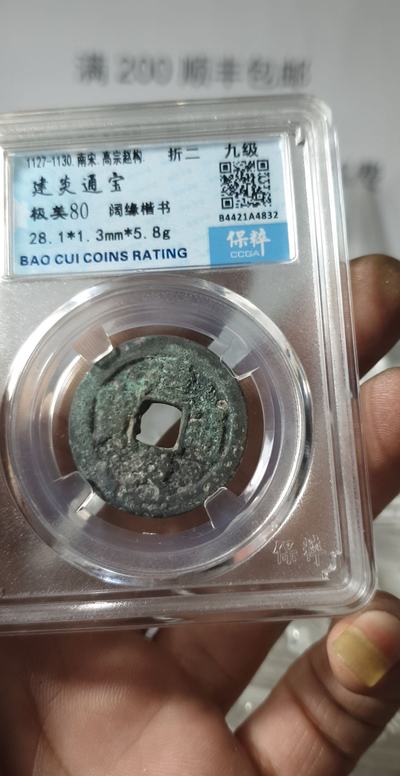 满 200 顺丰包邮
1127-1130.南宋.高宗赵构. 折二 九级
建炎通宝
极美80 阔缘楷书
B4421A4832
28.1*1.3mm*5.8g
保粹
CCGA
BAO CUI COINS RATING
保粹